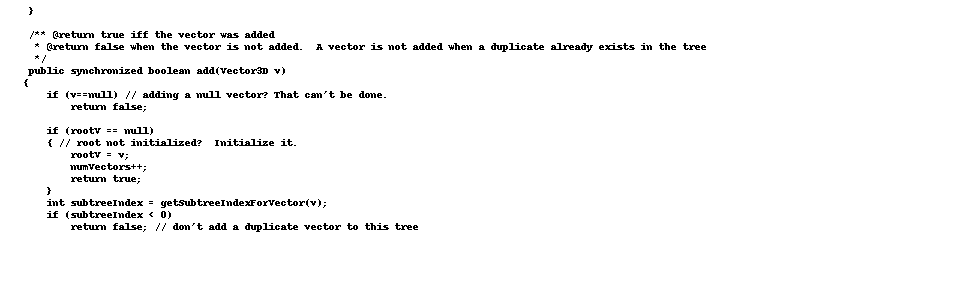 }

/** @return true iff the vector was added
 * @return false when the vector is not added.  A vector is not added when a duplicate already exists in the tree
 */
public synchronized boolean add(Vector3D v)
{
    if (v==null) // adding a null vector? That can't be done.
        return false;

    if (rootV == null)
    { // root not initialized?  Initialize it.
        rootV = v;
        numVectors++;
        return true;
    }
    int subtreeIndex = getSubtreeIndexForVector(v);
    if (subtreeIndex < 0)
        return false; // don't add a duplicate vector to this tree